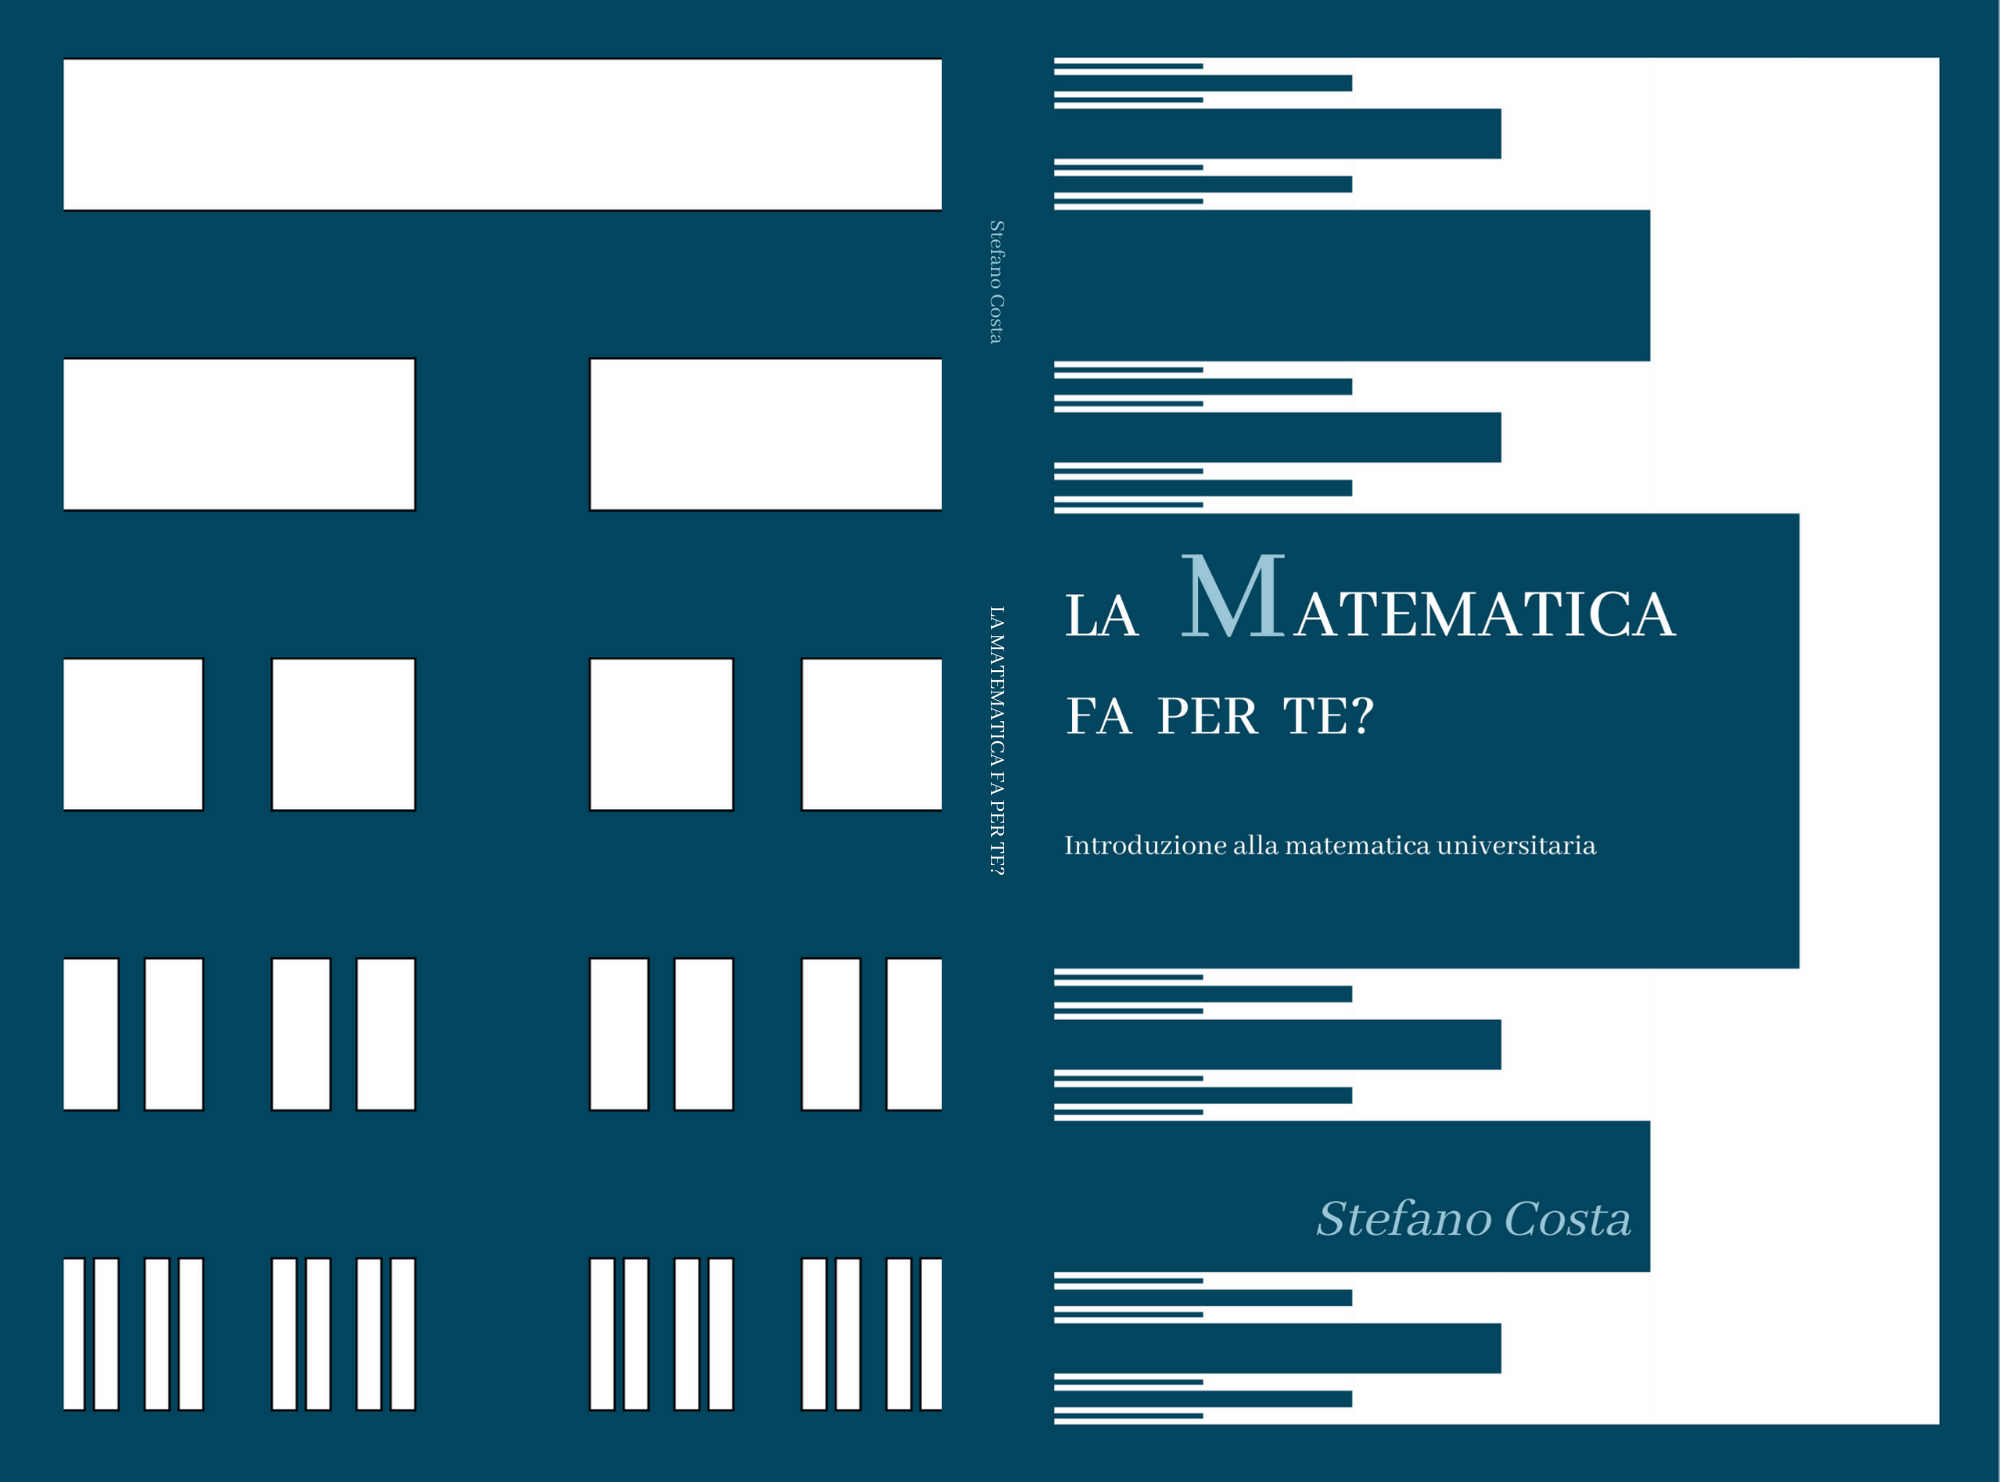 Stefano Costa
LA MATEMATICA FA PER TE?
LA MATEMATICA
FA PER TE?
Introduzione alla matematica universitaria
Stefano Costa